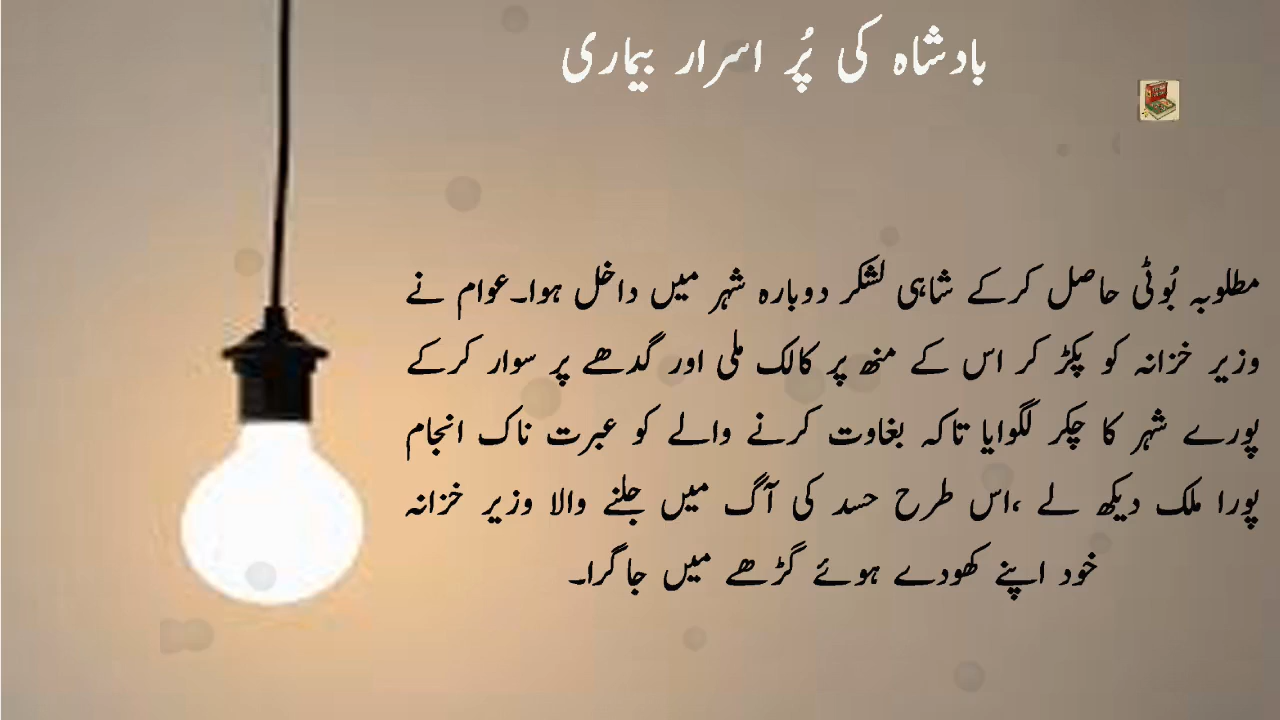 بادشاہ کی پُر اسرار بیماری
مطلوبہ بُوٹی حاصل کرکے شاہی لشکر دوبارہ شہر میں داخل ہوا۔عوام نے
وزیر خزانہ کو پکڑ کر اس کے منھ پر کالک ملی اور گدھے پر سوار کرکے
پورے شہر کا چکر لگوایا تاکہ بغاوت کرنے والے کو عبرت ناک انجام
پورا ملک دیکھ لے ،اس طرح حسد کی آگ میں جلنے والا وزیر خزانہ
خود اپنے کھودے ہوئے گڑھے میں جاگرا۔